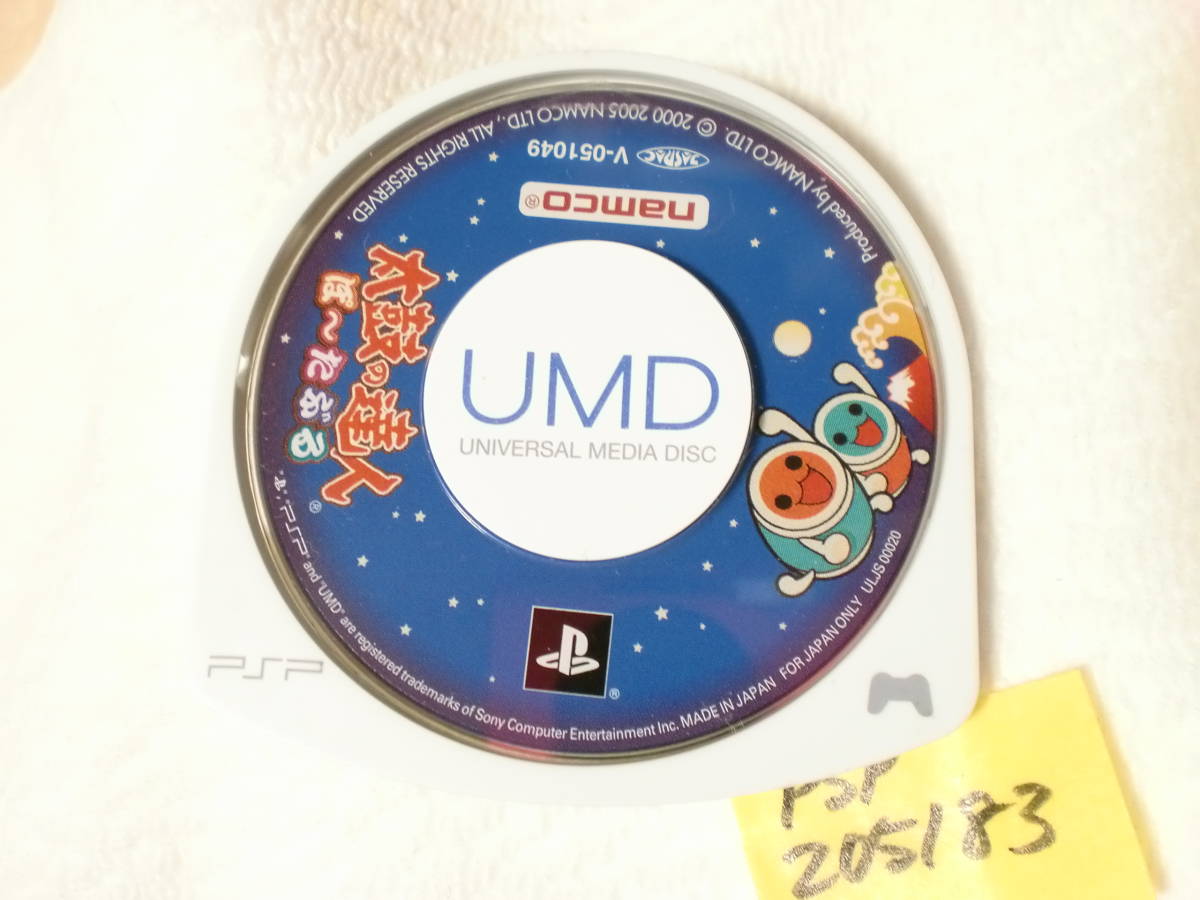 Produced by NAMCO LTD. © 2000 2005 NAMCO LTD., ALL RIGHTS RESERVED.
JASRAC V-051049
namco®
太鼓の達人®
ぽ〜たぶる
UMD
UNIVERSAL MEDIA DISC
"PSP" and "UMD" are registered trademarks of Sony Computer Entertainment Inc. MADE IN JAPAN FOR JAPAN ONLY ULJS 00020
®
PSP
PSP
205183